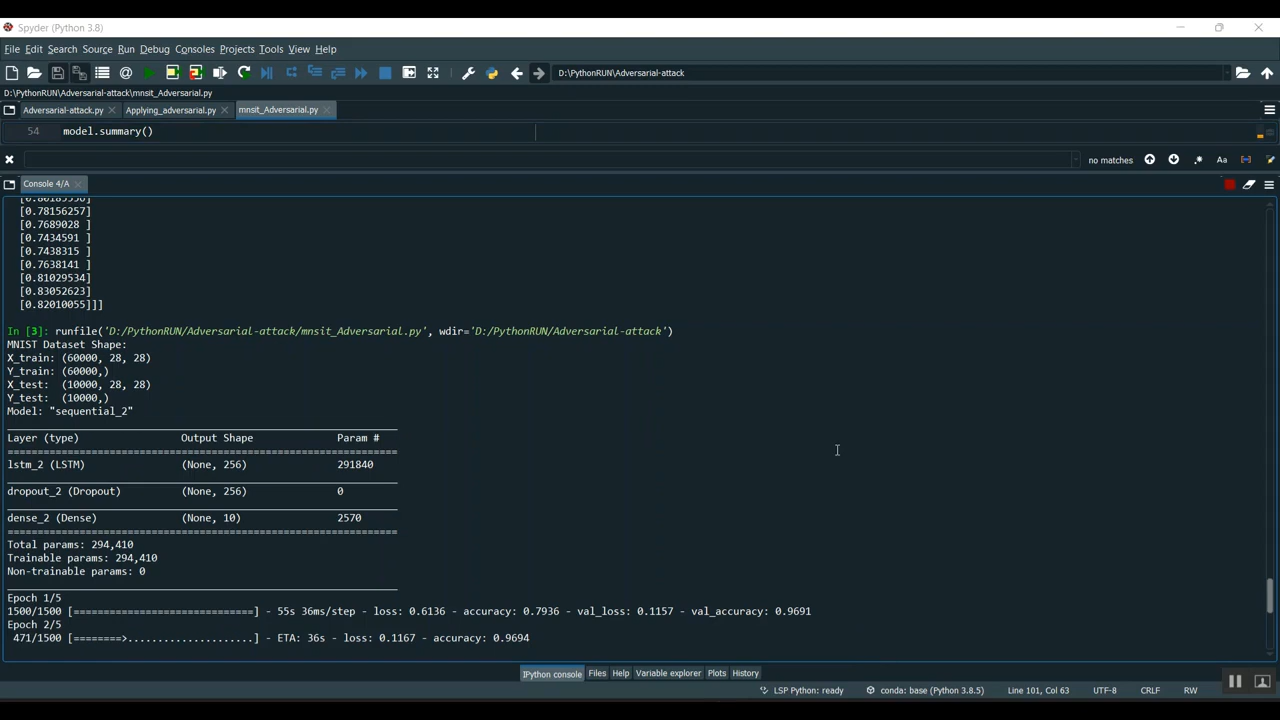 Spyder (Python 3.8)
File Edit Search Source Run Debug Consoles Projects Tools View Help
D:\PythonRUN\Adversarial-attack
D:\PythonRUN\Adversarial-attack\mnsit_Adversarial.py
Adversarial-attack.py Applying_adversarial.py mnsit_Adversarial.py
54 model.summary()
no matches .* Aa
Console 4/A
[0.78156257]
[0.7689028 ]
[0.7434591 ]
[0.7438315 ]
[0.7638141 ]
[0.81029534]
[0.83052623]
[0.82010055]]]
In [3]: runfile('D:/PythonRUN/Adversarial-attack/mnsit_Adversarial.py', wdir='D:/PythonRUN/Adversarial-attack')
MNIST Dataset Shape:
X_train: (60000, 28, 28)
Y_train: (60000,)
X_test:  (10000, 28, 28)
Y_test:  (10000,)
Model: "sequential_2"
_________________________________________________________________
Layer (type)                 Output Shape              Param #
=================================================================
lstm_2 (LSTM)                (None, 256)               291840
_________________________________________________________________
dropout_2 (Dropout)          (None, 256)               0
_________________________________________________________________
dense_2 (Dense)              (None, 10)                2570
=================================================================
Total params: 294,410
Trainable params: 294,410
Non-trainable params: 0
_________________________________________________________________
Epoch 1/5
1500/1500 [==============================] - 55s 36ms/step - loss: 0.6136 - accuracy: 0.7936 - val_loss: 0.1157 - val_accuracy: 0.9691
Epoch 2/5
471/1500 [========>.....................] - ETA: 36s - loss: 0.1167 - accuracy: 0.9694
IPython console Files Help Variable explorer Plots History
LSP Python: ready conda: base (Python 3.8.5) Line 101, Col 63 UTF-8 CRLF RW